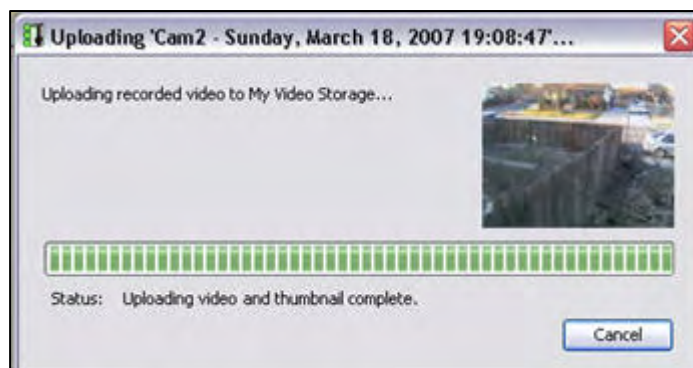 Uploading 'Cam2 - Sunday, March 18, 2007 19:08:47'...
Uploading recorded video to My Video Storage...
Status: Uploading video and thumbnail complete.
Cancel